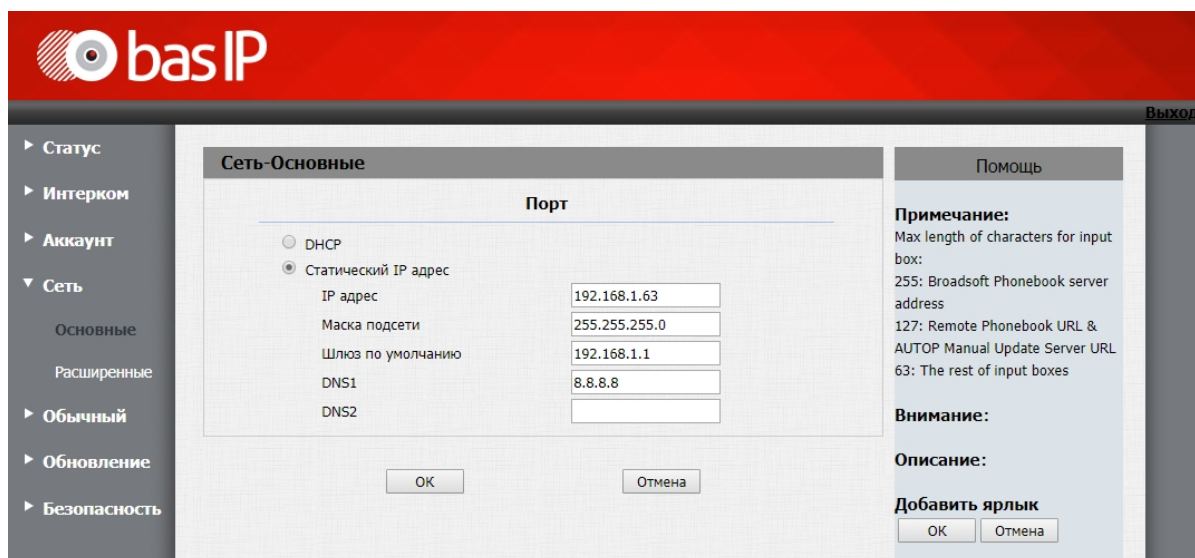 bas IP
Выход
Статус
Интерком
Аккаунт
Сеть
Основные
Расширенные
Обычный
Обновление
Безопасность
Сеть-Основные
Порт
DHCP
Статический IP адрес
IP адрес 192.168.1.63
Маска подсети 255.255.255.0
Шлюз по умолчанию 192.168.1.1
DNS1 8.8.8.8
DNS2
ОК Отмена
Помощь
Примечание:
Max length of characters for input
box:
255: Broadsoft Phonebook server
address
127: Remote Phonebook URL &
AUTOP Manual Update Server URL
63: The rest of input boxes
Внимание:
Описание:
Добавить ярлык
ОК Отмена